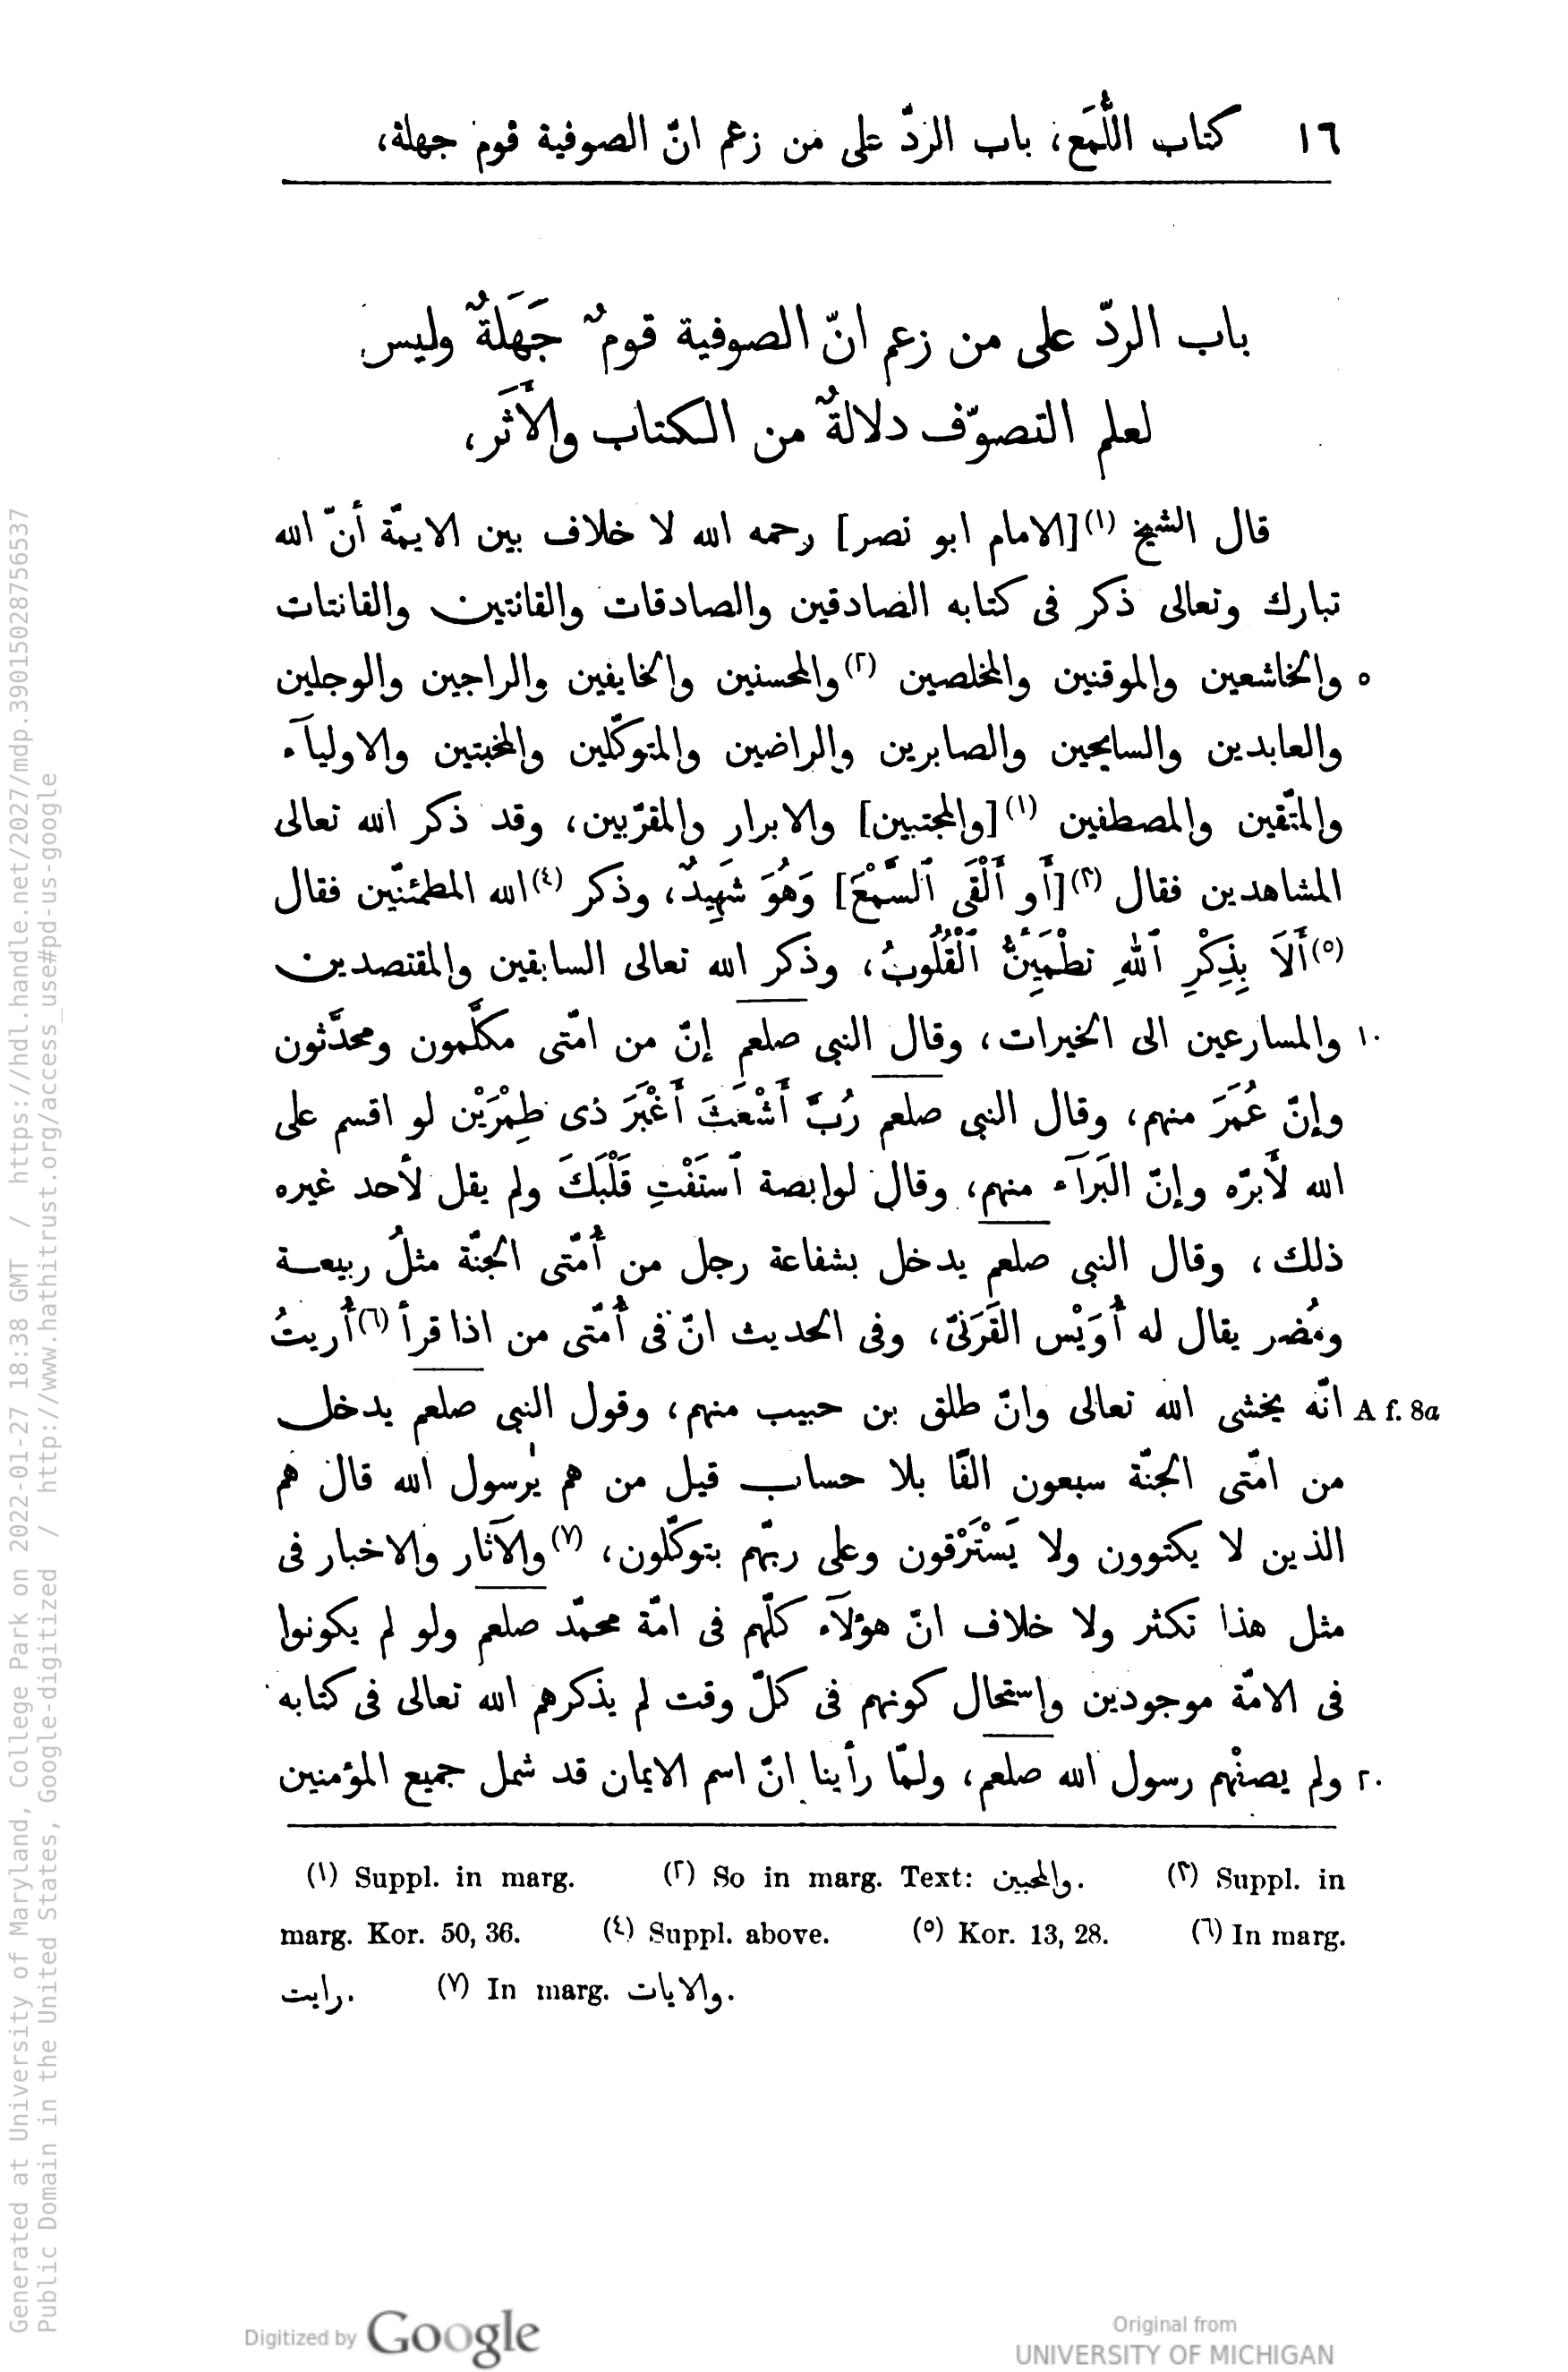 ١٦ كتاب اللُّمَع، باب الردّ على من زعم انّ الصوفية قوم جهلة،
باب الردّ على من زعم انّ الصوفية قومٌ جَهَلةٌ وليس
لعلم التصوّف دلالةٌ من الكتاب والأَثَر،
قال الشيخ (١)[الامام ابو نصر] رحمه الله لا خلاف بين الايمّة أنّ الله
تبارك وتعالى ذكر فى كتابه الصادقين والصادقات والقانتين والقانتات
٥ والخاشعين والموقنين والمخلصين (٢)والمحسنين والخايفين والراجين والوجلين
والعابدين والسايحين والصابرين والراضين والمتوكّلين والمخبتين والاوليآء
والمتّقين والمصطفين (١)[والمجتبين] والابرار والمقرّبين، وقد ذكر الله تعالى
المشاهدين فقال (٣)[أَو أَلْقَى ٱلسَّمْعَ] وَهُوَ شَهِيدٌ، وذكر (٤)الله المطمئنّين فقال
(٥)أَلَا بِذِكْرِ ٱللهِ تطْمَئِنُّ ٱلْقُلُوبُ، وذكر الله تعالى السابقين والمقتصدين
١٠ والمسارعين الى الخيرات، وقال النبى صلعم إنّ من امّتى مكلَّمون ومحدَّثون
وإنّ عُمَرَ منهم، وقال النبى صلعم رُبَّ أَشْعَثَ أَغْبَرَ ذى طِمْرَيْن لو اقسم على
الله لَأبرّه وإنّ البَرآء منهم، وقال لوابصة ٱستَفْتِ قَلْبَكَ ولم يقل لأحد غيره
ذلك، وقال النبى صلعم يدخل بشفاعة رجل من أُمّتى الجنّة مثلُ ربيعة
ومُضر يقال له أُوَيْس القَرَنىّ، وفى الحديث انّ فى أُمّتى من اذا قرأ (٦)أُريتُ
انّه يخشى الله تعالى وانّ طلق بن حبيب منهم، وقول النبى صلعم يدخل A f. 8a
من امّتى الجنّة سبعون الفًا بلا حساب قيل من هم يٰرسول الله قال هم
الذين لا يكتوون ولا يَسْتَرْقون وعلى ربّهم يتوكّلون، (٧)والآثار والاخبار فى
مثل هذا تكثر ولا خلاف انّ هؤلآء كلّهم فى امّة محمّد صلعم ولو لم يكونوا
فى الامّة موجودين واستحال كونهم فى كلّ وقت لم يذكرهم الله تعالى فى كتابه
٢٠ ولم يصفْهم رسول الله صلعم، ولمّا رأينا انّ اسم الايمان قد شمل جميع المؤمنين
(١) Suppl. in marg. (٢) So in marg. Text: والمحبين. (٣) Suppl. in
marg. Kor. 50, 36. (٤) Suppl. above. (٥) Kor. 13, 28. (٦) In marg.
رايت. (٧) In marg. والايات.
Generated at University of Maryland, College Park on 2022-01-27 18:38 GMT / https://hdl.handle.net/2027/mdp.39015028756537
Public Domain in the United States, Google-digitized / http://www.hathitrust.org/access_use#pd-us-google
Digitized by Google
Original from
UNIVERSITY OF MICHIGAN